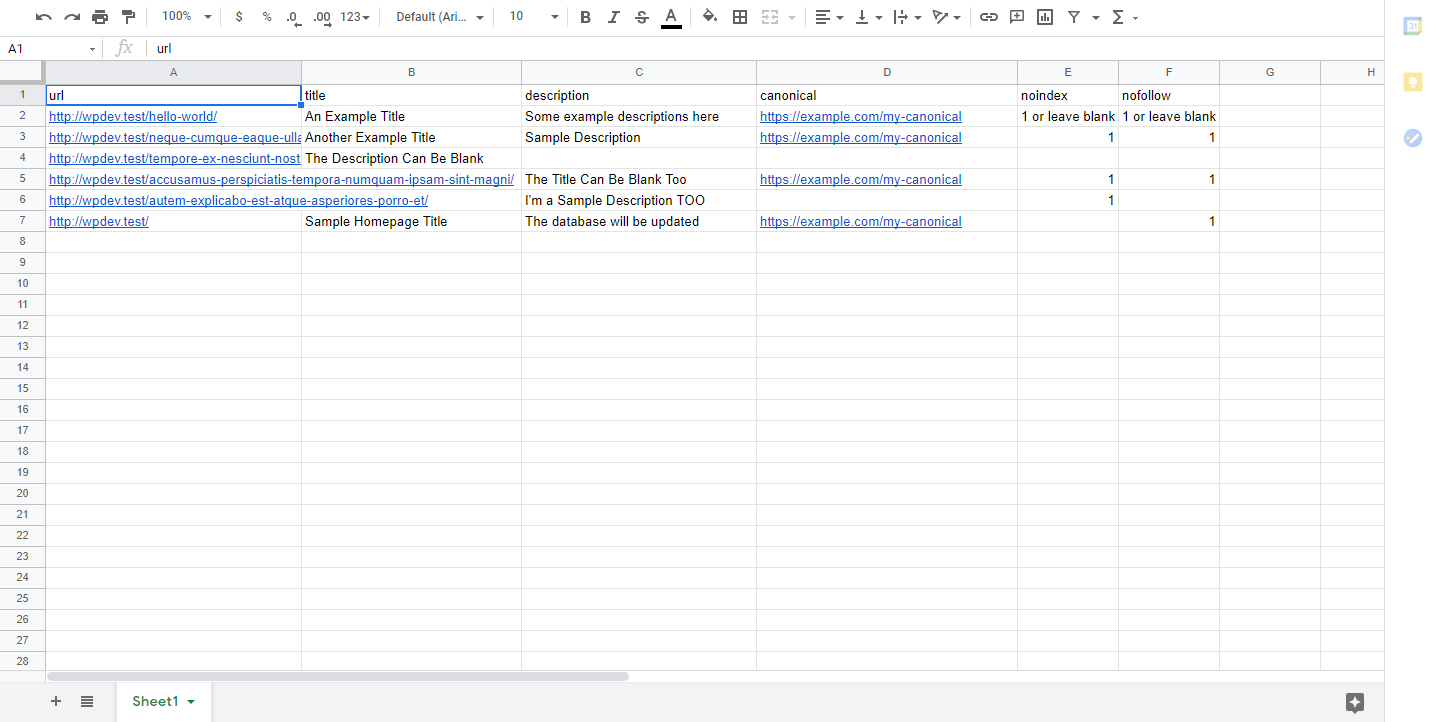 100% $ % .0 .00 123 Default (Ari... 10 B I S A
A1 fx url
A B C D E F G H
1 url title description canonical noindex nofollow
2 http://wpdev.test/hello-world/ An Example Title Some example descriptions here https://example.com/my-canonical 1 or leave blank 1 or leave blank
3 http://wpdev.test/neque-cumque-eaque-ulla Another Example Title Sample Description https://example.com/my-canonical 1 1
4 http://wpdev.test/tempore-ex-nesciunt-nost The Description Can Be Blank
5 http://wpdev.test/accusamus-perspiciatis-tempora-numquam-ipsam-sint-magni/ The Title Can Be Blank Too https://example.com/my-canonical 1 1
6 http://wpdev.test/autem-explicabo-est-atque-asperiores-porro-et/ I'm a Sample Description TOO 1
7 http://wpdev.test/ Sample Homepage Title The database will be updated https://example.com/my-canonical 1
8
9
10
11
12
13
14
15
16
17
18
19
20
21
22
23
24
25
26
27
28
Sheet1
31